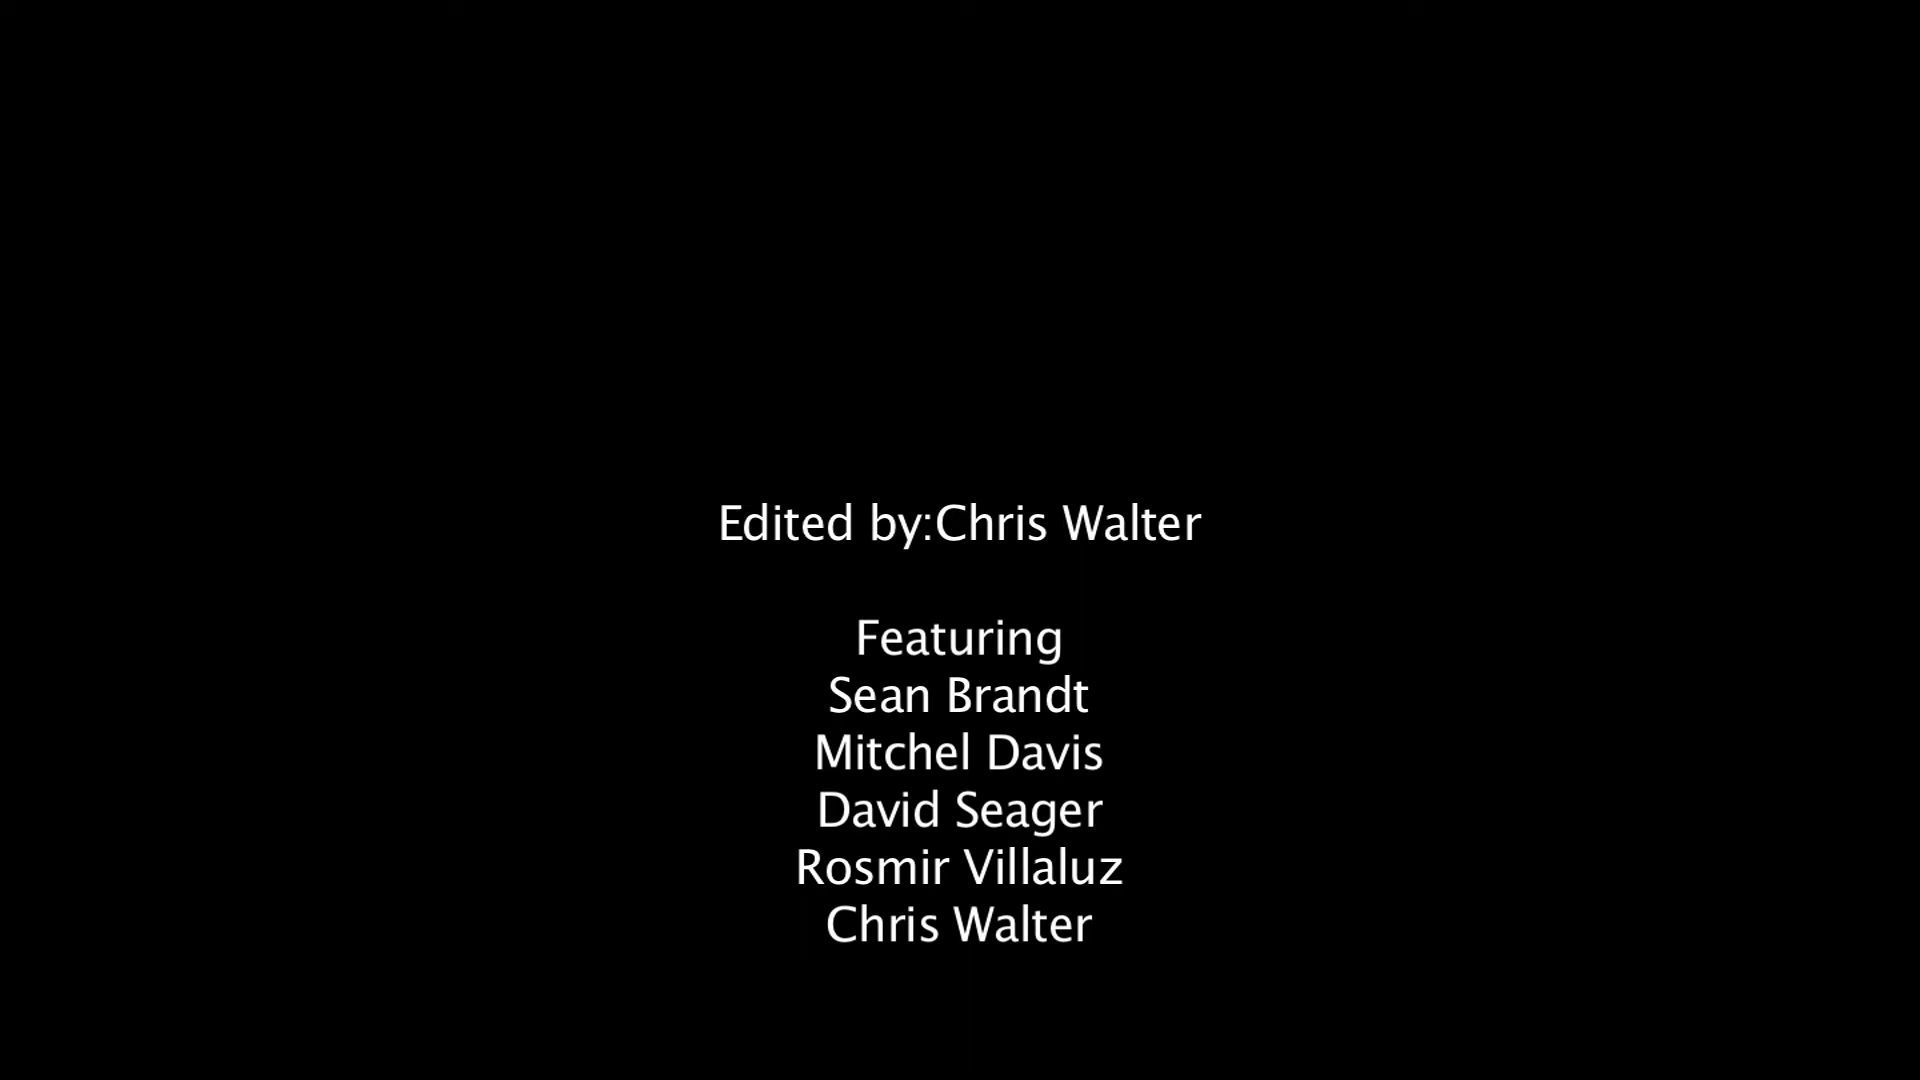 Edited by:Chris Walter
Featuring
Sean Brandt
Mitchel Davis
David Seager
Rosmir Villaluz
Chris Walter